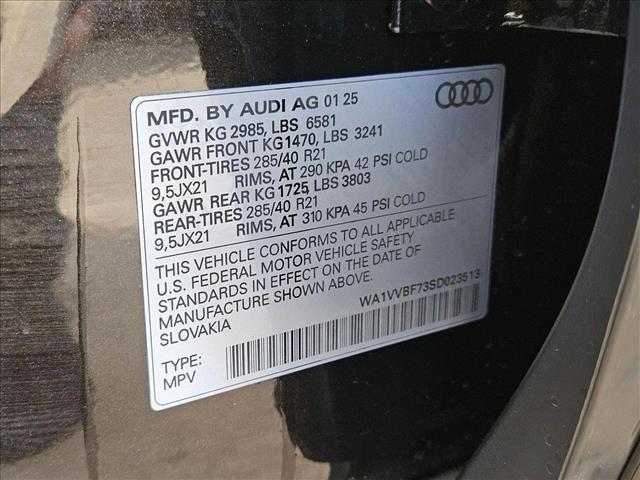 MFD. BY AUDI AG 01 25
GVWR KG 2985, LBS 6581
GAWR FRONT KG1470, LBS 3241
FRONT-TIRES 285/40 R21
9,5JX21 RIMS, AT 290 KPA 42 PSI COLD
GAWR REAR KG 1725, LBS 3803
REAR-TIRES 285/40 R21
9,5JX21 RIMS, AT 310 KPA 45 PSI COLD
THIS VEHICLE CONFORMS TO ALL APPLICABLE
U.S. FEDERAL MOTOR VEHICLE SAFETY
STANDARDS IN EFFECT ON THE DATE OF
MANUFACTURE SHOWN ABOVE.
SLOVAKIA
WA1VVBF73SD023513
TYPE:
MPV